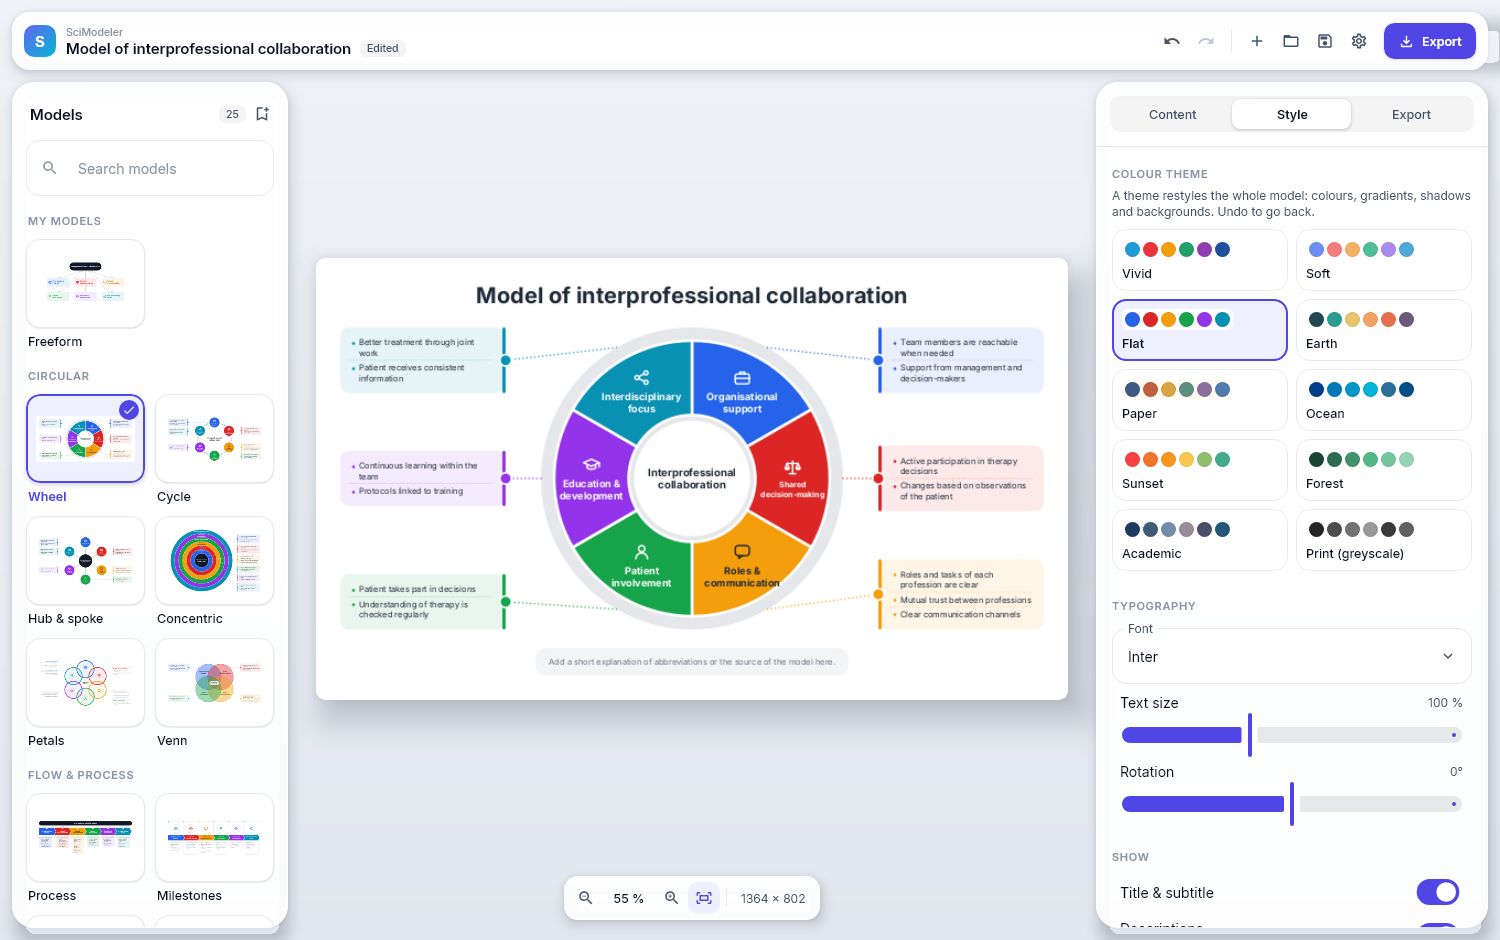 S
SciModeler
Model of interprofessional collaboration
Edited
Export
Models
25
Search models
MY MODELS
Freeform
CIRCULAR
Wheel
Cycle
Hub & spoke
Concentric
Petals
Venn
FLOW & PROCESS
Process
Milestones
Model of interprofessional collaboration
Better treatment through joint
work
Patient receives consistent
information
Continuous learning within the
team
Protocols linked to training
Patient takes part in decisions
Understanding of therapy is
checked regularly
Interdisciplinary
focus
Organisational
support
Education &
development
Interprofessional
collaboration
Shared
decision-making
Patient
involvement
Roles &
communication
Team members are reachable
when needed
Support from management and
decision-makers
Active participation in therapy
decisions
Changes based on observations
of the patient
Roles and tasks of each
profession are clear
Mutual trust between professions
Clear communication channels
Add a short explanation of abbreviations or the source of the model here.
55 %
1364 × 802
Content
Style
Export
COLOUR THEME
A theme restyles the whole model: colours, gradients, shadows
and backgrounds. Undo to go back.
Vivid
Soft
Flat
Earth
Paper
Ocean
Sunset
Forest
Academic
Print (greyscale)
TYPOGRAPHY
Font
Inter
Text size
100 %
Rotation
0°
SHOW
Title & subtitle
Descriptions